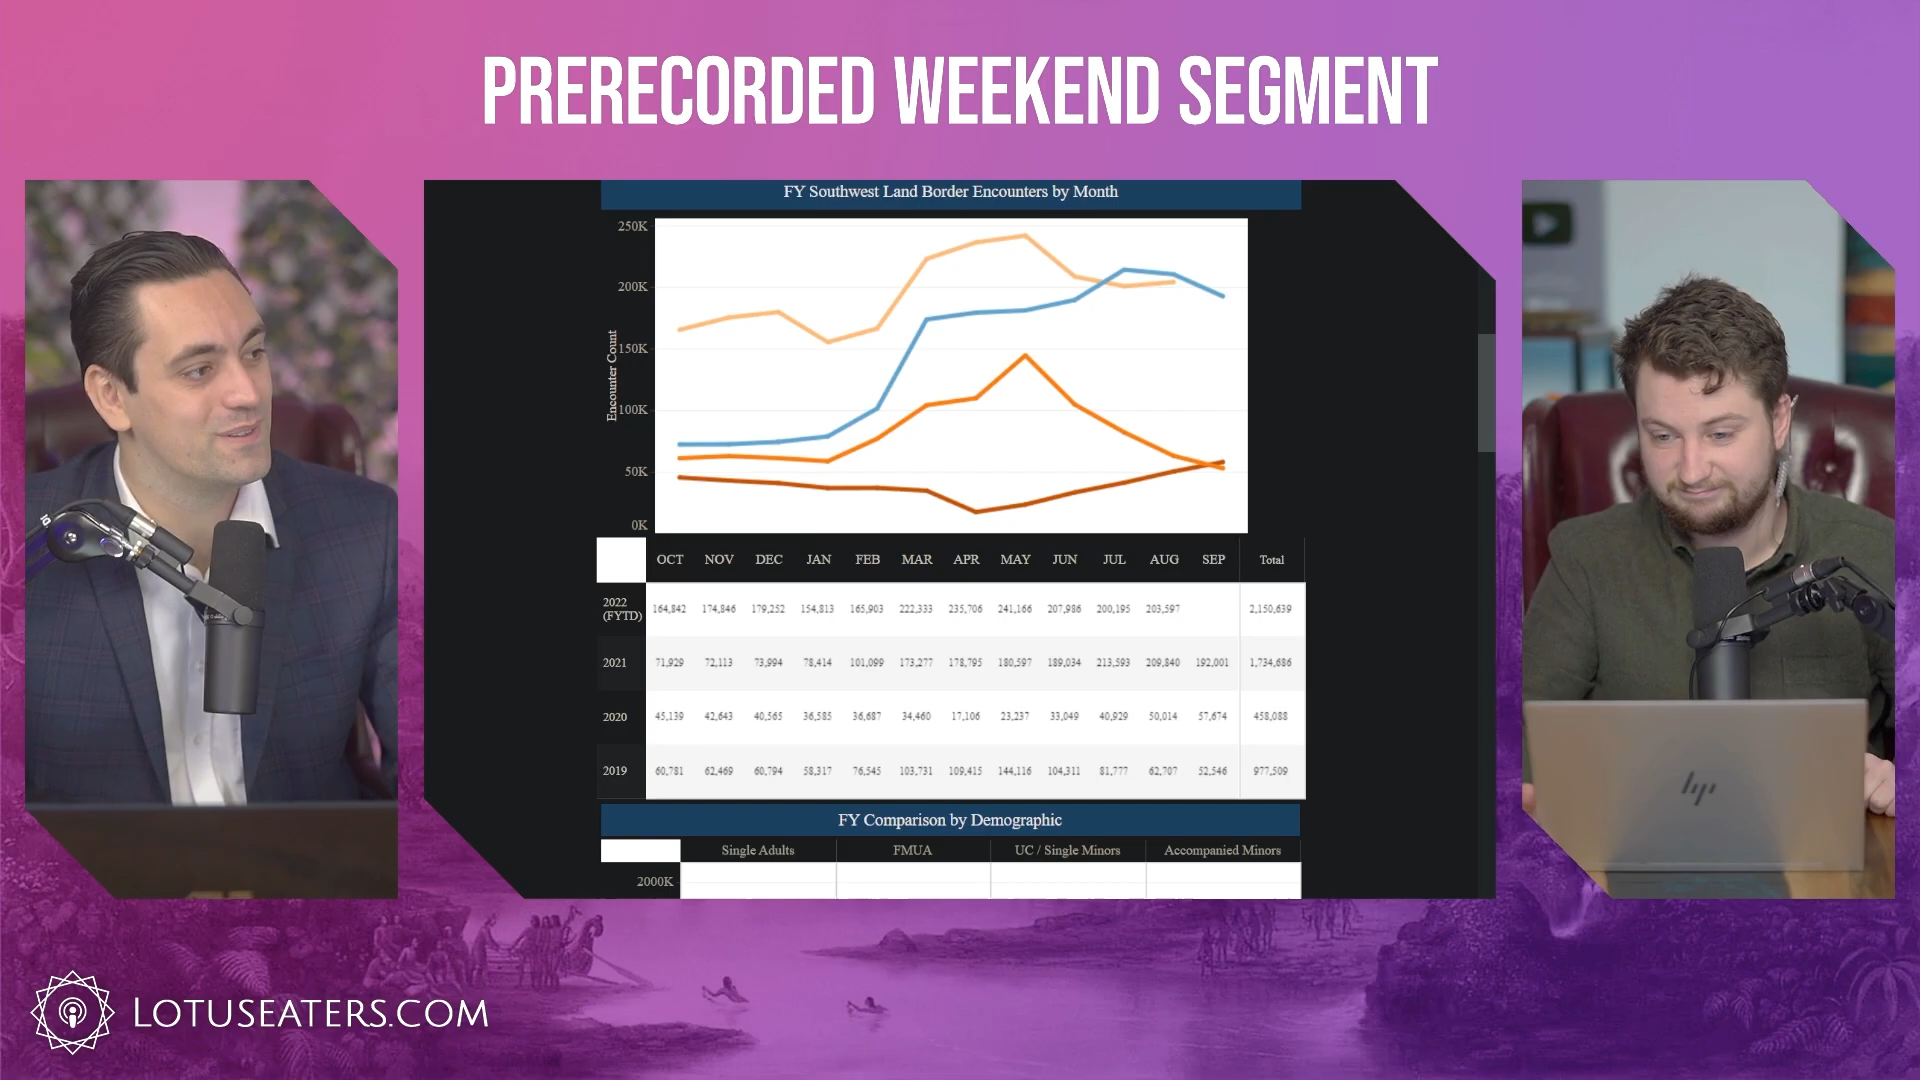 PRERECORDED WEEKEND SEGMENT
FY Southwest Land Border Encounters by Month
250K
200K
150K
100K
50K
0K
Encounter Count
OCT NOV DEC JAN FEB MAR APR MAY JUN JUL AUG SEP Total
2022 (FYTD) 164,842 174,846 179,252 154,813 165,903 222,333 235,706 241,166 207,986 200,195 203,597 2,150,639
2021 71,929 72,113 73,994 78,414 101,099 173,277 178,795 180,597 189,034 213,593 209,840 192,001 1,734,686
2020 45,139 42,643 40,565 36,585 36,687 34,460 17,106 23,237 33,049 40,929 50,014 57,674 458,088
2019 60,781 62,469 60,794 58,317 76,545 103,731 109,415 144,116 104,311 81,777 62,707 52,546 977,509
FY Comparison by Demographic
Single Adults FMUA UC / Single Minors Accompanied Minors
2000K
hp
LOTUSEATERS.COM